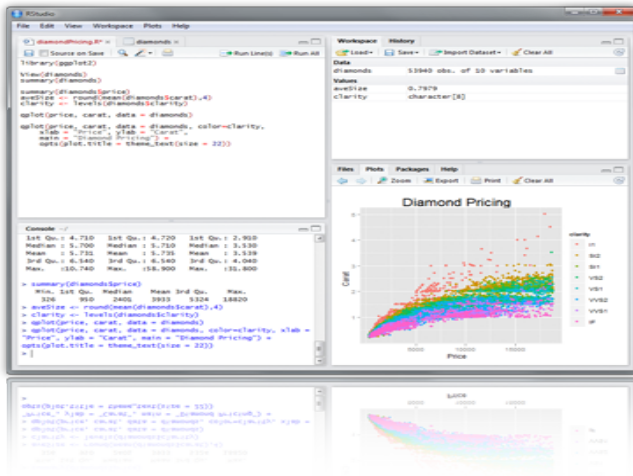 RStudio
File Edit View Workspace Plots Help
diamondPricing.R* diamonds
Source on Save Run Line(s) Run All
library(ggplot2)
View(diamonds)
summary(diamonds)
summary(diamonds$price)
aveSize <- round(mean(diamonds$carat),4)
clarity <- levels(diamonds$clarity)
qplot(price, carat, data = diamonds)
qplot(price, carat, data = diamonds, color=clarity,
xlab = "Price", ylab = "Carat",
main = "Diamond Pricing") +
opts(plot.title = theme_text(size = 22))
Console ~/
1st Qu.: 4.710 1st Qu.: 4.720 1st Qu.: 2.910
Median : 5.700 Median : 5.710 Median : 3.530
Mean : 5.731 Mean : 5.735 Mean : 3.539
3rd Qu.: 6.540 3rd Qu.: 6.540 3rd Qu.: 4.040
Max. :10.740 Max. :58.900 Max. :31.800
> summary(diamonds$price)
Min. 1st Qu. Median Mean 3rd Qu. Max.
326 950 2401 3933 5324 18820
> aveSize <- round(mean(diamonds$carat),4)
> clarity <- levels(diamonds$clarity)
> qplot(price, carat, data = diamonds)
> qplot(price, carat, data = diamonds, color=clarity, xlab =
"Price", ylab = "Carat", main = "Diamond Pricing") +
opts(plot.title = theme_text(size = 22))
>
Workspace History
Load Save Import Dataset Clear All
Data
diamonds 53940 obs. of 10 variables
Values
aveSize 0.7979
clarity character[8]
Files Plots Packages Help
Zoom Export Print Clear All
Diamond Pricing
Carat
5
4
3
2
1
5000 10000 15000
Price
clarity
I1
SI2
SI1
VS2
VS1
VVS2
VVS1
IF